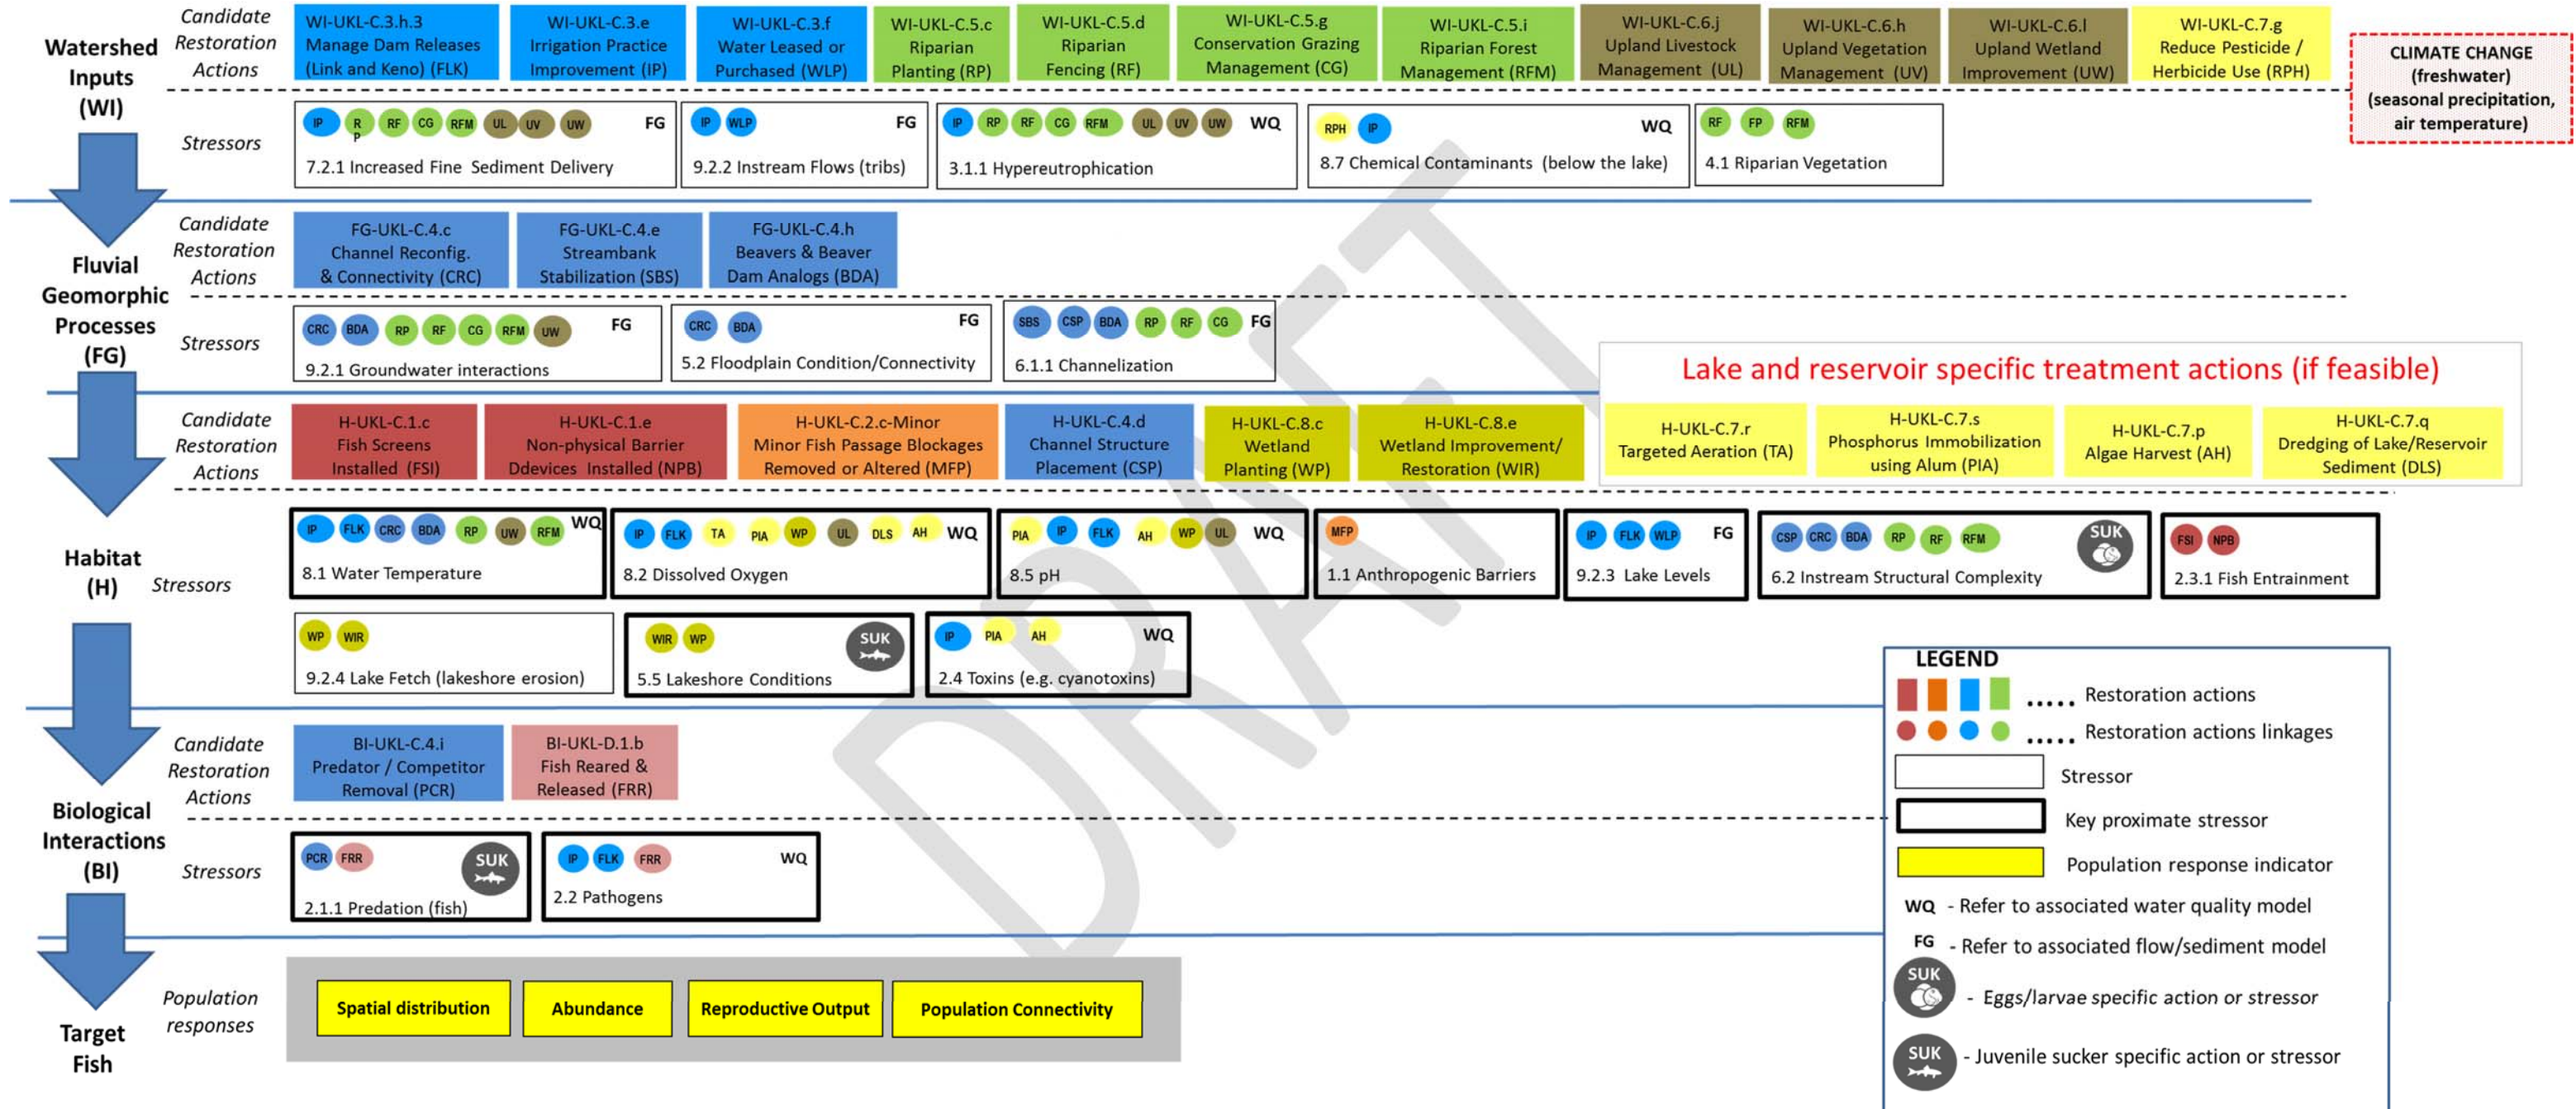 Watershed
Inputs
(WI)
Candidate
Restoration
Actions
WI-UKL-C.3.h.3
Manage Dam Releases
(Link and Keno) (FLK)
WI-UKL-C.3.e
Irrigation Practice
Improvement (IP)
WI-UKL-C.3.f
Water Leased or
Purchased (WLP)
WI-UKL-C.5.c
Riparian
Planting (RP)
WI-UKL-C.5.d
Riparian
Fencing (RF)
WI-UKL-C.5.g
Conservation Grazing
Management (CG)
WI-UKL-C.5.i
Riparian Forest
Management (RFM)
WI-UKL-C.6.j
Upland Livestock
Management (UL)
WI-UKL-C.6.h
Upland Vegetation
Management (UV)
WI-UKL-C.6.l
Upland Wetland
Improvement (UW)
WI-UKL-C.7.g
Reduce Pesticide /
Herbicide Use (RPH)
CLIMATE CHANGE
(freshwater)
(seasonal precipitation,
air temperature)
Stressors
IP R RF CG RFM UL UV UW FG
P
7.2.1 Increased Fine Sediment Delivery
IP WLP FG
9.2.2 Instream Flows (tribs)
IP RP RF CG RFM UL UV UW WQ
3.1.1 Hypereutrophication
RPH IP WQ
8.7 Chemical Contaminants (below the lake)
RF FP RFM
4.1 Riparian Vegetation
Fluvial
Geomorphic
Processes
(FG)
Candidate
Restoration
Actions
FG-UKL-C.4.c
Channel Reconfig.
& Connectivity (CRC)
FG-UKL-C.4.e
Streambank
Stabilization (SBS)
FG-UKL-C.4.h
Beavers & Beaver
Dam Analogs (BDA)
Stressors
CRC BDA RP RF CG RFM UW FG
9.2.1 Groundwater interactions
CRC BDA FG
5.2 Floodplain Condition/Connectivity
SBS CSP BDA RP RF CG FG
6.1.1 Channelization
Lake and reservoir specific treatment actions (if feasible)
H-UKL-C.7.r
Targeted Aeration (TA)
H-UKL-C.7.s
Phosphorus Immobilization
using Alum (PIA)
H-UKL-C.7.p
Algae Harvest (AH)
H-UKL-C.7.q
Dredging of Lake/Reservoir
Sediment (DLS)
Habitat
(H)
Candidate
Restoration
Actions
H-UKL-C.1.c
Fish Screens
Installed (FSI)
H-UKL-C.1.e
Non-physical Barrier
Ddevices Installed (NPB)
H-UKL-C.2.c-Minor
Minor Fish Passage Blockages
Removed or Altered (MFP)
H-UKL-C.4.d
Channel Structure
Placement (CSP)
H-UKL-C.8.c
Wetland
Planting (WP)
H-UKL-C.8.e
Wetland Improvement/
Restoration (WIR)
Stressors
IP FLK CRC BDA RP UW RFM WQ
8.1 Water Temperature
IP FLK TA PIA WP UL DLS AH WQ
8.2 Dissolved Oxygen
PIA IP FLK AH WP UL WQ
8.5 pH
MFP
1.1 Anthropogenic Barriers
IP FLK WLP FG
9.2.3 Lake Levels
CSP CRC BDA RP RF RFM SUK
6.2 Instream Structural Complexity
FSI NPB
2.3.1 Fish Entrainment
WP WIR
9.2.4 Lake Fetch (lakeshore erosion)
WIR WP SUK
5.5 Lakeshore Conditions
IP PIA AH WQ
2.4 Toxins (e.g. cyanotoxins)
Biological
Interactions
(BI)
Candidate
Restoration
Actions
BI-UKL-C.4.i
Predator / Competitor
Removal (PCR)
BI-UKL-D.1.b
Fish Reared &
Released (FRR)
Stressors
PCR FRR SUK
2.1.1 Predation (fish)
IP FLK FRR WQ
2.2 Pathogens
Target
Fish
Population
responses
Spatial distribution
Abundance
Reproductive Output
Population Connectivity
LEGEND
..... Restoration actions
..... Restoration actions linkages
Stressor
Key proximate stressor
Population response indicator
WQ - Refer to associated water quality model
FG - Refer to associated flow/sediment model
SUK - Eggs/larvae specific action or stressor
SUK - Juvenile sucker specific action or stressor
DRAFT